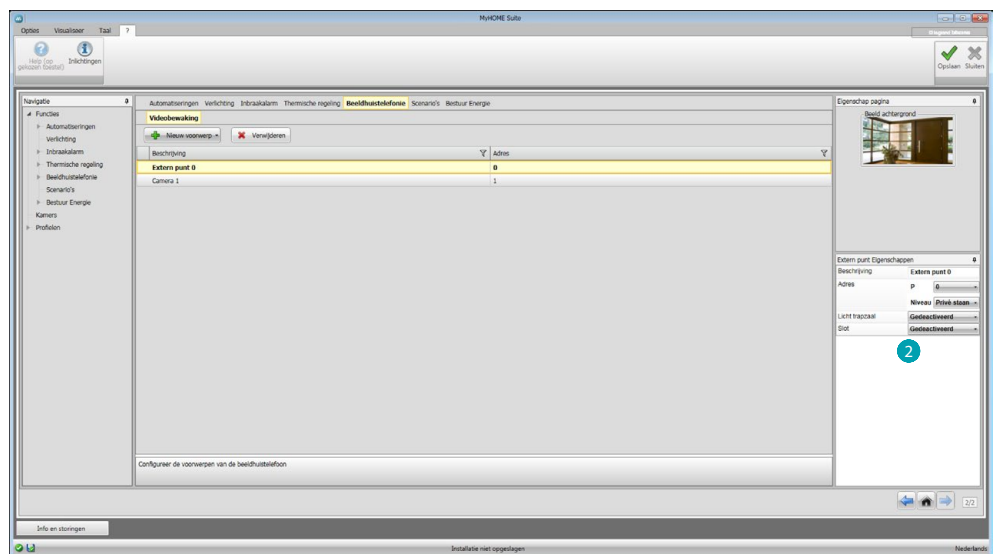 MyHOME Suite
Opties Visualiseer Taal ?
Help (op gekozen toestel)
Inlichtingen
Opslaan Sluiten
Navigatie
Functies
Automatiseringen
Verlichting
Inbraakalarm
Thermische regeling
Beeldhuistelefonie
Scenario's
Bestuur Energie
Kamers
Profielen
Automatiseringen Verlichting Inbraakalarm Thermische regeling Beeldhuistelefonie Scenario's Bestuur Energie
Videobewaking
Nieuw voorwerp Verwijderen
Beschrijving Adres
Extern punt 0 0
Camera 1 1
Configureer de voorwerpen van de beeldhuistelefoon
Eigenschap pagina
Beeld achtergrond
Extern punt Eigenschappen
Beschrijving Extern punt 0
Adres P 0
Niveau Privé staan
Licht trapzaal Gedeactiveerd
Slot Gedeactiveerd
2
2/2
Info en storingen
Installatie niet opgeslagen
Nederlands